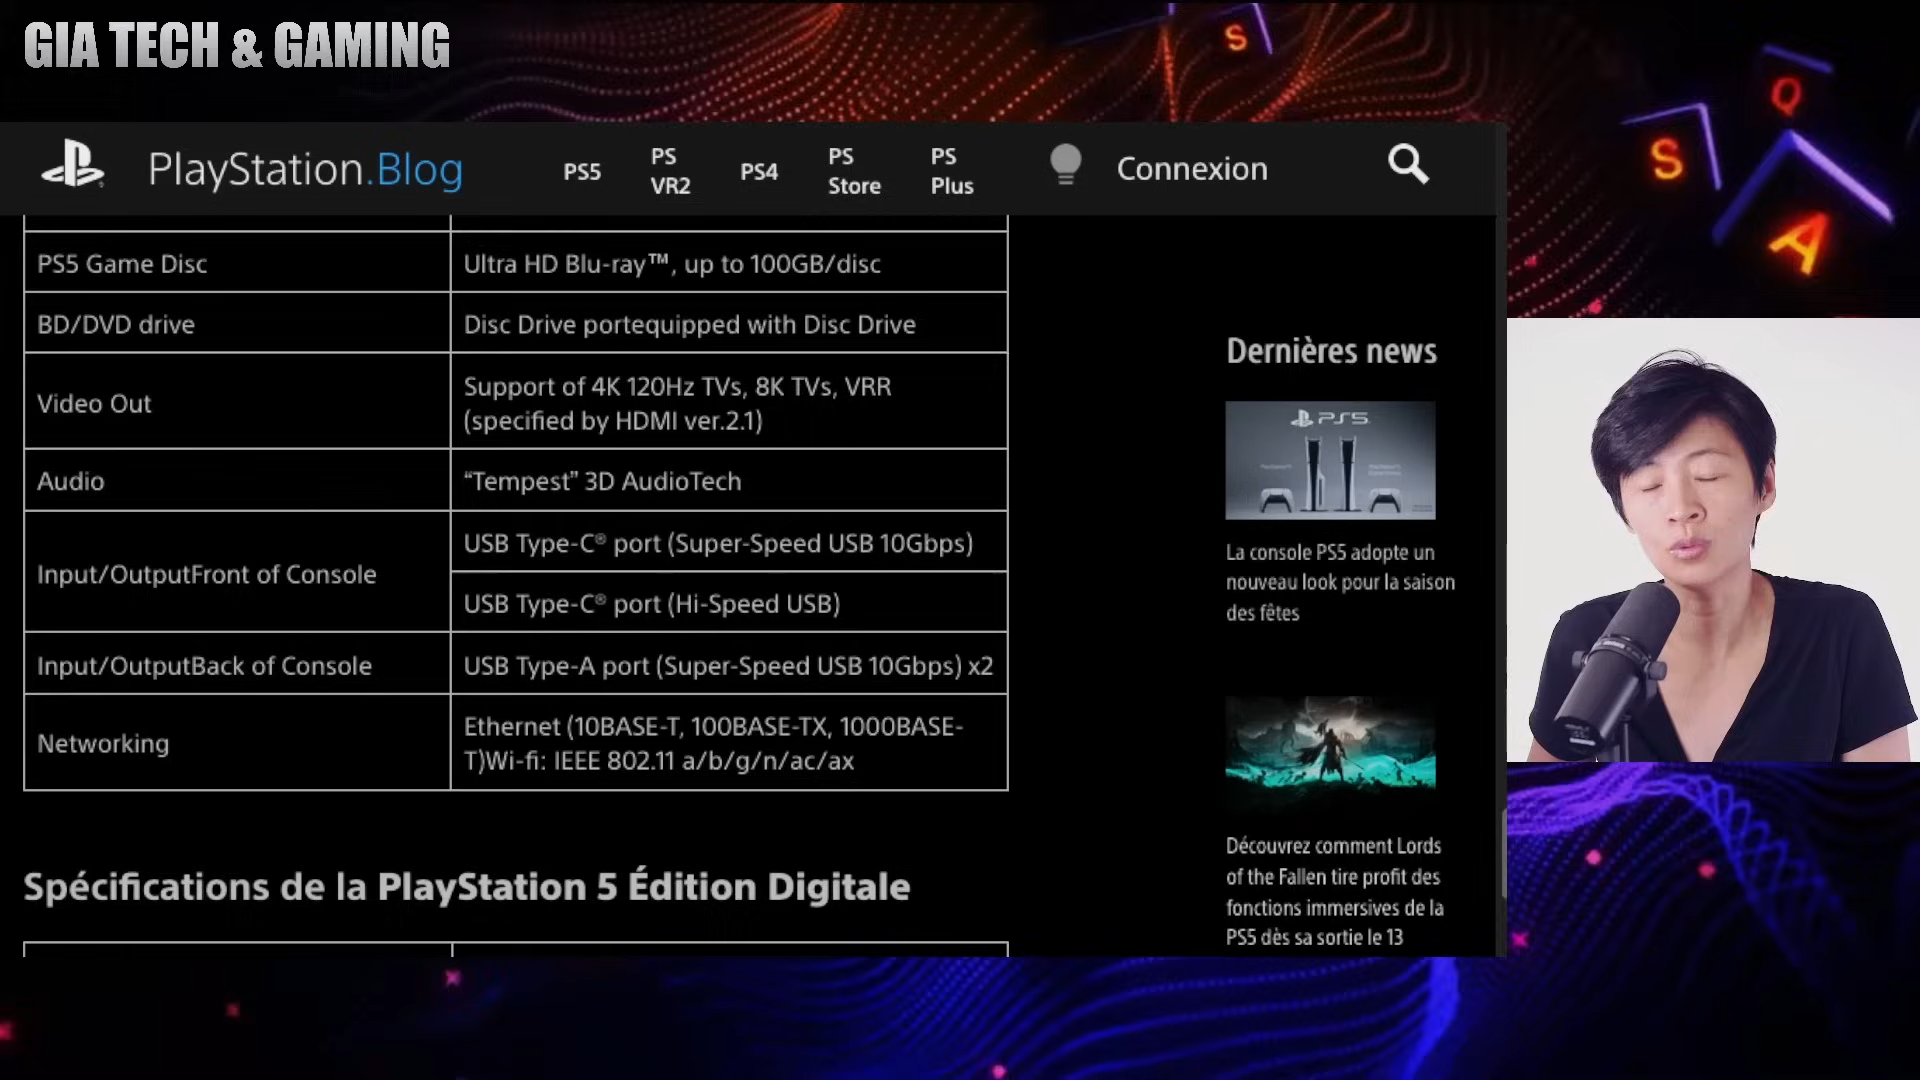 GIA TECH & GAMING
PlayStation.Blog
PS5
PS
VR2
PS4
PS
Store
PS
Plus
Connexion
PS5 Game Disc
Ultra HD Blu-ray™, up to 100GB/disc
BD/DVD drive
Disc Drive portequipped with Disc Drive
Video Out
Support of 4K 120Hz TVs, 8K TVs, VRR
(specified by HDMI ver.2.1)
Audio
“Tempest” 3D AudioTech
Input/OutputFront of Console
USB Type-C® port (Super-Speed USB 10Gbps)
USB Type-C® port (Hi-Speed USB)
Input/OutputBack of Console
USB Type-A port (Super-Speed USB 10Gbps) x2
Networking
Ethernet (10BASE-T, 100BASE-TX, 1000BASE-
T)Wi-fi: IEEE 802.11 a/b/g/n/ac/ax
Spécifications de la PlayStation 5 Édition Digitale
Dernières news
PS5
La console PS5 adopte un
nouveau look pour la saison
des fêtes
Découvrez comment Lords
of the Fallen tire profit des
fonctions immersives de la
PS5 dès sa sortie le 13
S
Q
S
A